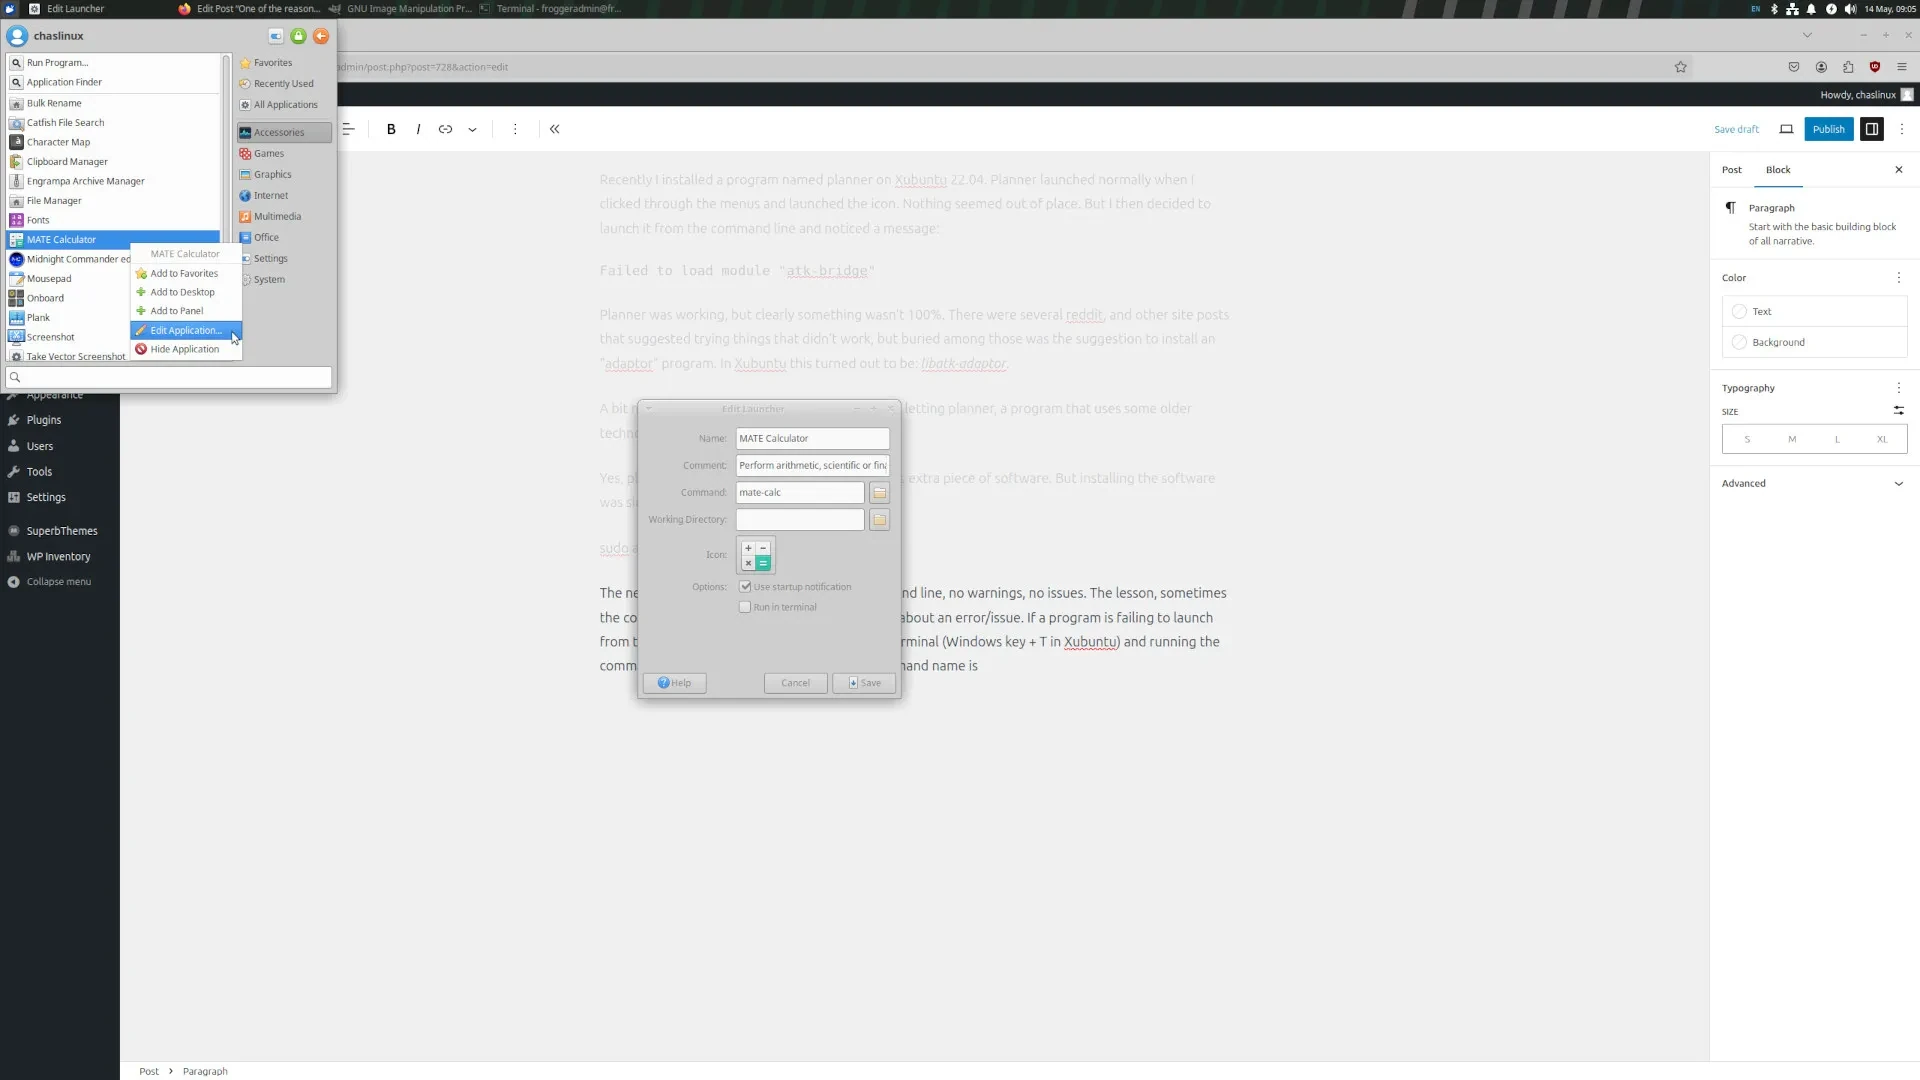 Edit Launcher
Edit Post "One of the reason...
GNU Image Manipulation Pr...
Terminal - froggeradmin@fr...
EN
14 May, 09:05
chaslinux
Run Program...
Application Finder
Bulk Rename
Catfish File Search
Character Map
Clipboard Manager
Engrampa Archive Manager
File Manager
Fonts
MATE Calculator
Midnight Commander ed
Mousepad
Onboard
Plank
Screenshot
Take Vector Screenshot
Favorites
Recently Used
All Applications
Accessories
Games
Graphics
Internet
Multimedia
Office
Settings
System
MATE Calculator
Add to Favorites
Add to Desktop
Add to Panel
Edit Application...
Hide Application
dmin/post.php?post=728&action=edit
Howdy, chaslinux
B I
Save draft
Publish
Appearance
Plugins
Users
Tools
Settings
SuperbThemes
WP Inventory
Collapse menu
Recently I installed a program named planner on Xubuntu 22.04. Planner launched normally when I
clicked through the menus and launched the icon. Nothing seemed out of place. But I then decided to
launch it from the command line and noticed a message:
Failed to load module "atk-bridge"
Planner was working, but clearly something wasn't 100%. There were several reddit, and other site posts
that suggested trying things that didn't work, but buried among those was the suggestion to install an
"adaptor" program. In Xubuntu this turned out to be: libatk-adaptor.
A bit letting planner, a program that uses some older
techn
Yes, pl extra piece of software. But installing the software
was si
sudo a
The ne nd line, no warnings, no issues. The lesson, sometimes
the co about an error/issue. If a program is failing to launch
from t rminal (Windows key + T in Xubuntu) and running the
comm and name is
Edit Launcher
Name: MATE Calculator
Comment: Perform arithmetic, scientific or fin
Command: mate-calc
Working Directory:
Icon:
Options: Use startup notification
Run in terminal
Help
Cancel
Save
Post
Block
Paragraph
Start with the basic building block
of all narrative.
Color
Text
Background
Typography
SIZE
S M L XL
Advanced
Post > Paragraph